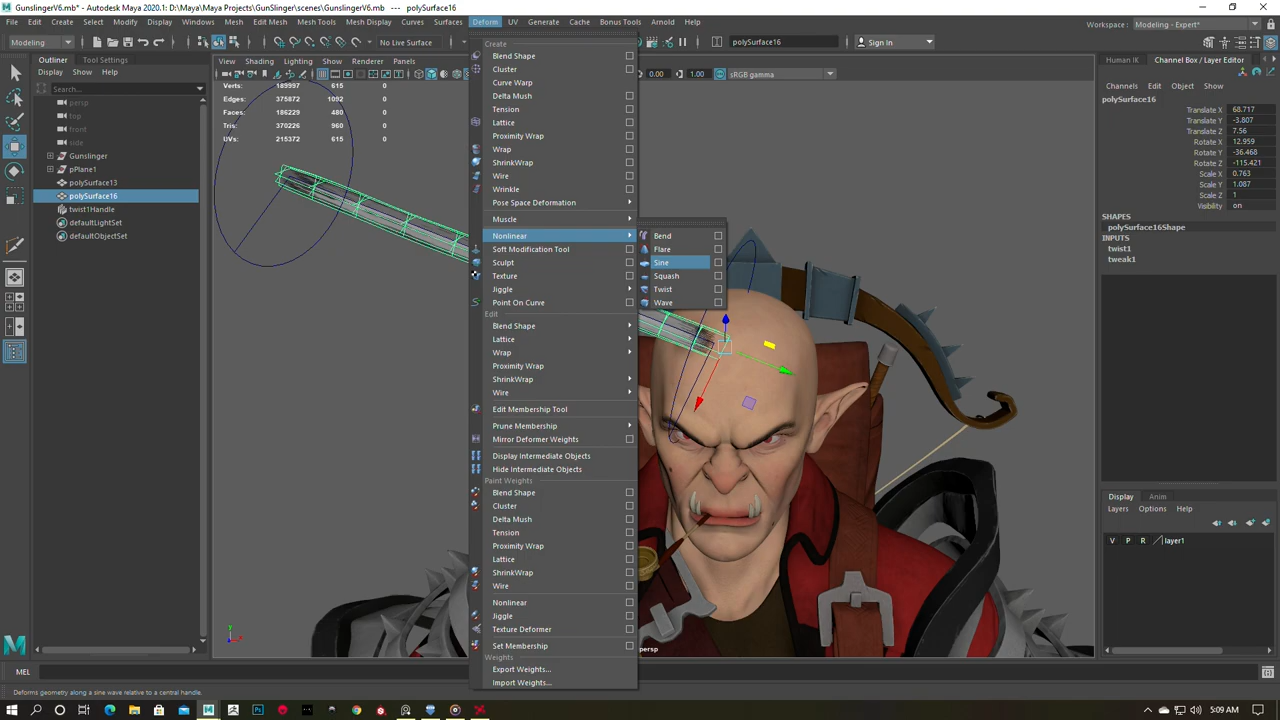 GunslingerV6.mb* - Autodesk Maya 2020.1: D:\Maya\Maya Projects\GunSlinger\scenes\GunslingerV6.mb --- polySurface16
File Edit Create Select Modify Display Windows Mesh Edit Mesh Mesh Tools Mesh Display Curves Surfaces Deform UV Generate Cache Bonus Tools Arnold Help
Workspace : Modeling - Expert*
Modeling
No Live Surface
polySurface16
Sign In
Outliner Tool Settings
Display Show Help
Search...
persp
top
front
side
Gunslinger
pPlane1
polySurface13
polySurface16
twist1Handle
defaultLightSet
defaultObjectSet
View Shading Lighting Show Renderer Panels
0.00 1.00 sRGB gamma
Verts: 189997 615 0
Edges: 375872 1092 0
Faces: 186229 480 0
Tris: 370226 960 0
UVs: 215372 615 0
Create
Blend Shape
Cluster
Curve Warp
Delta Mush
Tension
Lattice
Proximity Wrap
Wrap
ShrinkWrap
Wire
Wrinkle
Pose Space Deformation
Muscle
Nonlinear
Soft Modification Tool
Sculpt
Texture
Jiggle
Point On Curve
Edit
Blend Shape
Lattice
Wrap
Proximity Wrap
ShrinkWrap
Wire
Edit Membership Tool
Prune Membership
Mirror Deformer Weights
Display Intermediate Objects
Hide Intermediate Objects
Paint Weights
Blend Shape
Cluster
Delta Mush
Tension
Proximity Wrap
Lattice
ShrinkWrap
Wire
Nonlinear
Jiggle
Texture Deformer
Set Membership
Weights
Export Weights...
Import Weights...
Bend
Flare
Sine
Squash
Twist
Wave
persp
Human IK Channel Box / Layer Editor
Channels Edit Object Show
polySurface16
Translate X 68.717
Translate Y -3.807
Translate Z 7.56
Rotate X 12.959
Rotate Y -36.468
Rotate Z -115.421
Scale X 0.763
Scale Y 1.087
Scale Z 1
Visibility on
SHAPES
polySurface16Shape
INPUTS
twist1
tweak1
Display Anim
Layers Options Help
V P R layer1
MEL
Deforms geometry along a sine wave relative to a central handle.
5:09 AM